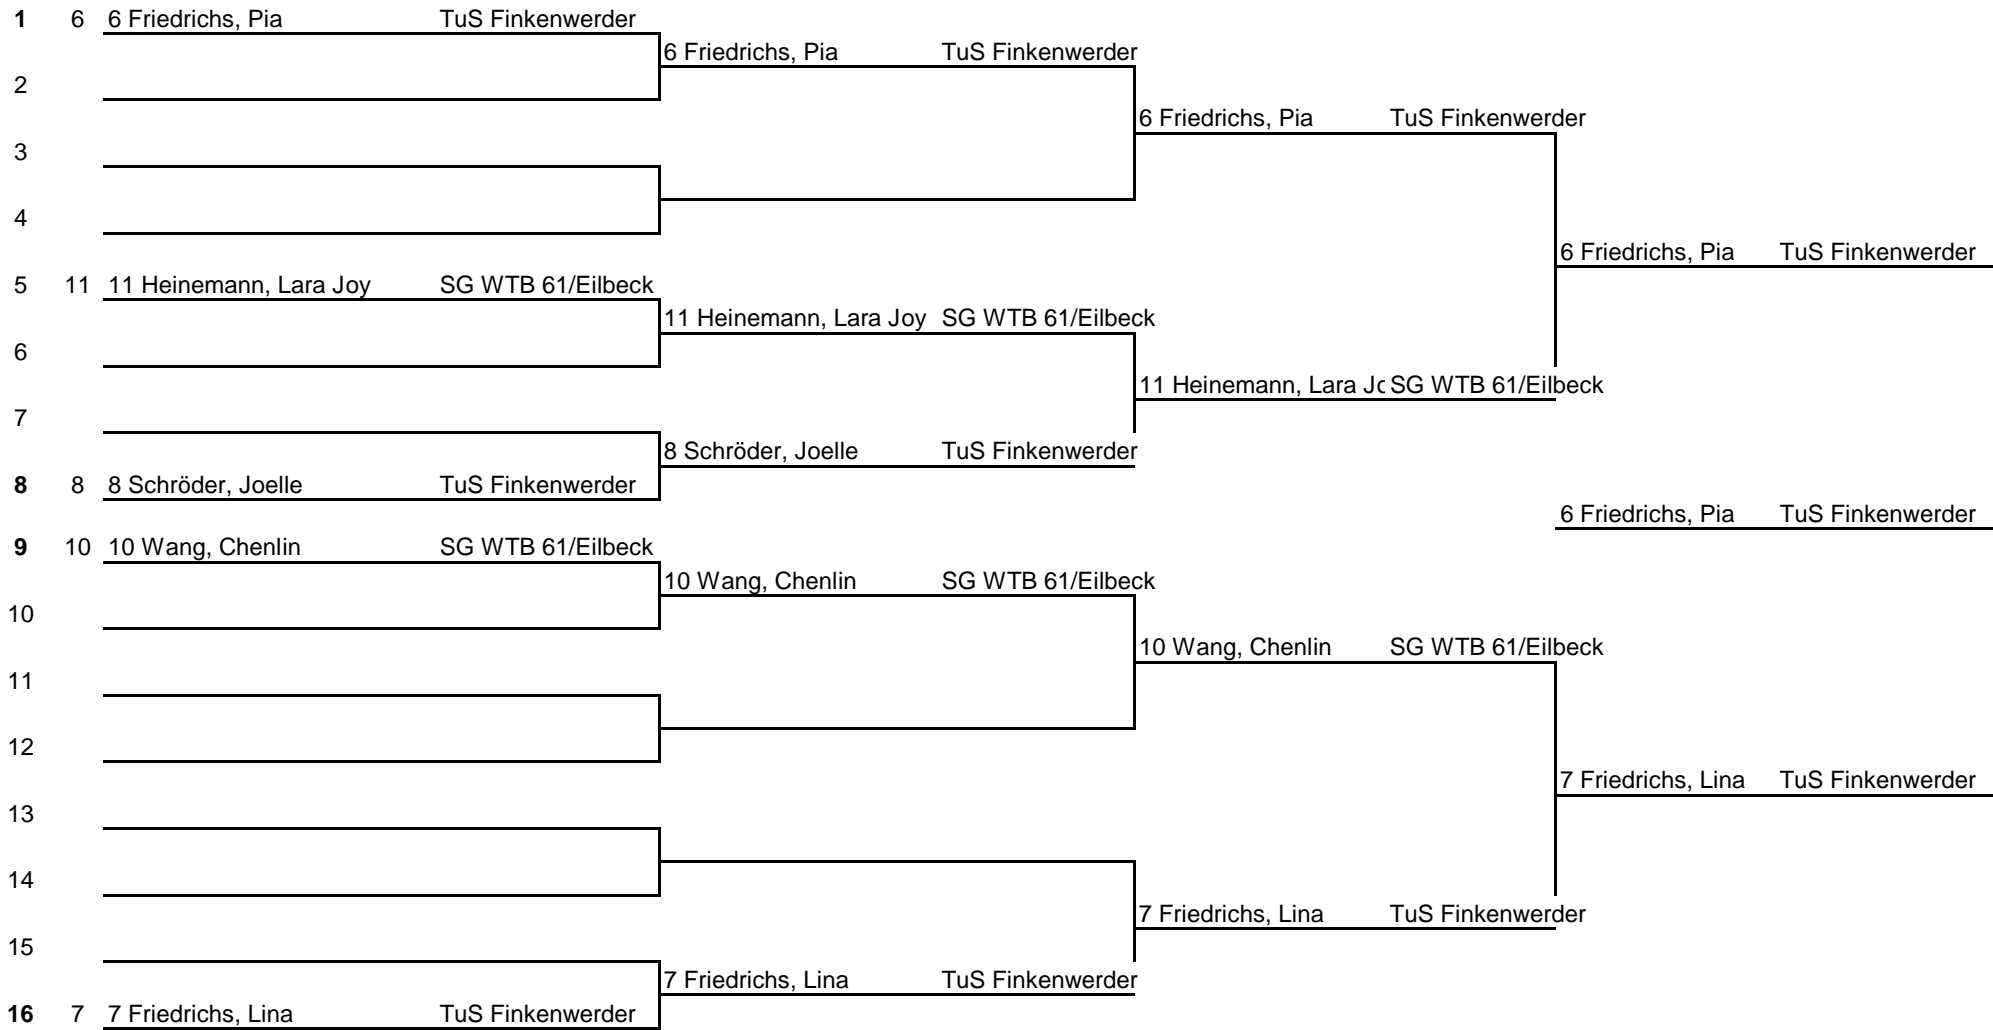 1 6 6 Friedrichs, Pia TuS Finkenwerder
6 Friedrichs, Pia TuS Finkenwerder
2
6 Friedrichs, Pia TuS Finkenwerder
3
4
6 Friedrichs, Pia TuS Finkenwerder
5 11 11 Heinemann, Lara Joy SG WTB 61/Eilbeck
11 Heinemann, Lara Joy SG WTB 61/Eilbeck
6
11 Heinemann, Lara Jo SG WTB 61/Eilbeck
7
8 Schröder, Joelle TuS Finkenwerder
8 8 8 Schröder, Joelle TuS Finkenwerder
6 Friedrichs, Pia TuS Finkenwerder
9 10 10 Wang, Chenlin SG WTB 61/Eilbeck
10 Wang, Chenlin SG WTB 61/Eilbeck
10
10 Wang, Chenlin SG WTB 61/Eilbeck
11
12
7 Friedrichs, Lina TuS Finkenwerder
13
14
7 Friedrichs, Lina TuS Finkenwerder
15
7 Friedrichs, Lina TuS Finkenwerder
16 7 7 Friedrichs, Lina TuS Finkenwerder